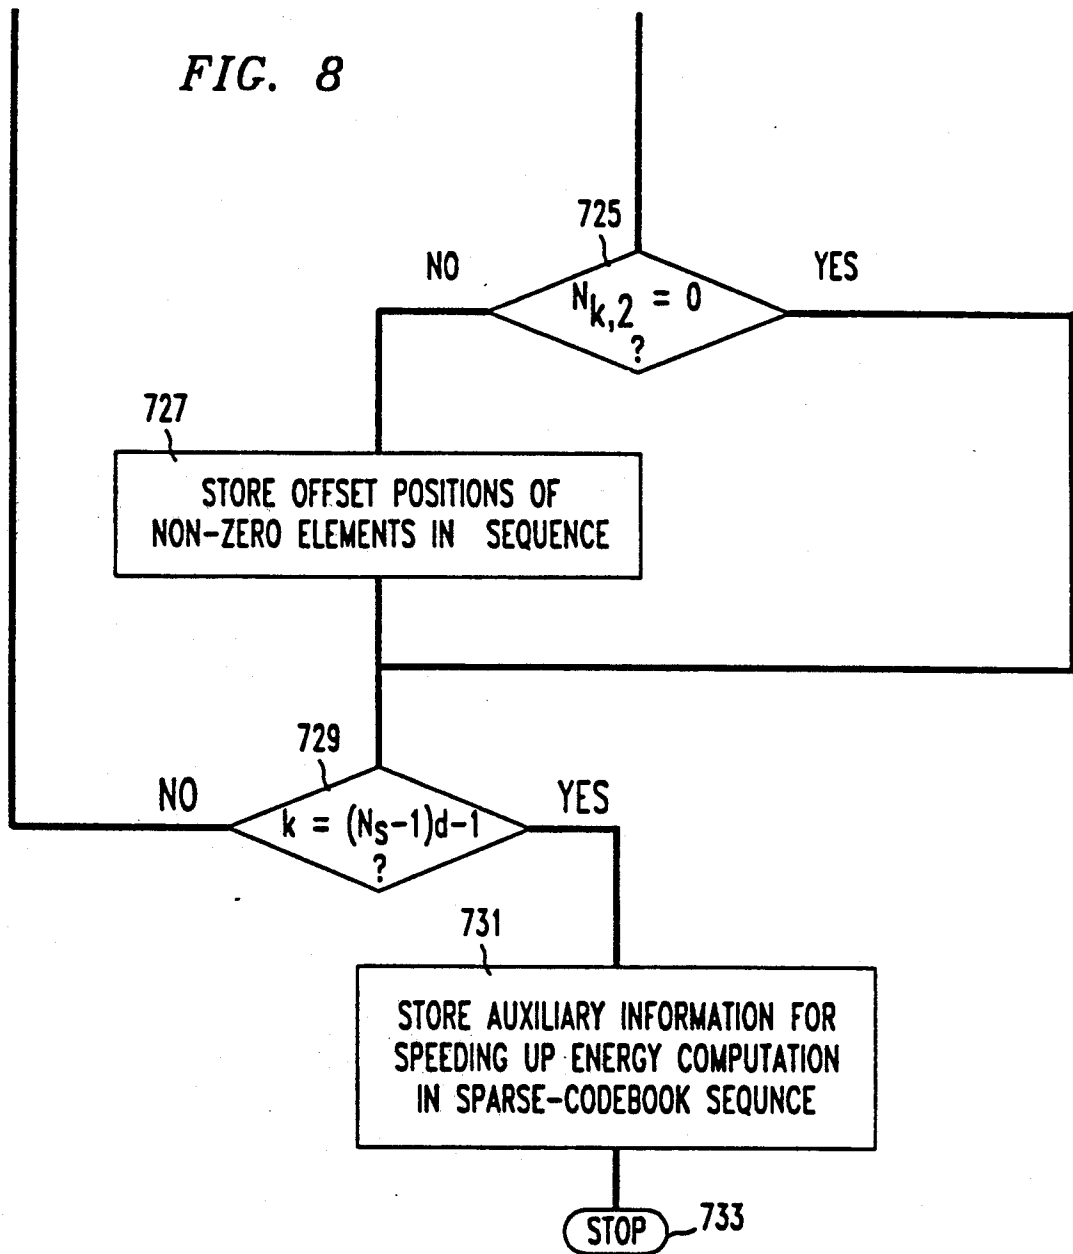 FIG. 8
725
NO
YES
N_{k,2} = 0
?
727
STORE OFFSET POSITIONS OF
NON-ZERO ELEMENTS IN SEQUENCE
729
NO
YES
k = (N_S-1)d-1
?
731
STORE AUXILIARY INFORMATION FOR
SPEEDING UP ENERGY COMPUTATION
IN SPARSE-CODEBOOK SEQUNCE
STOP
733